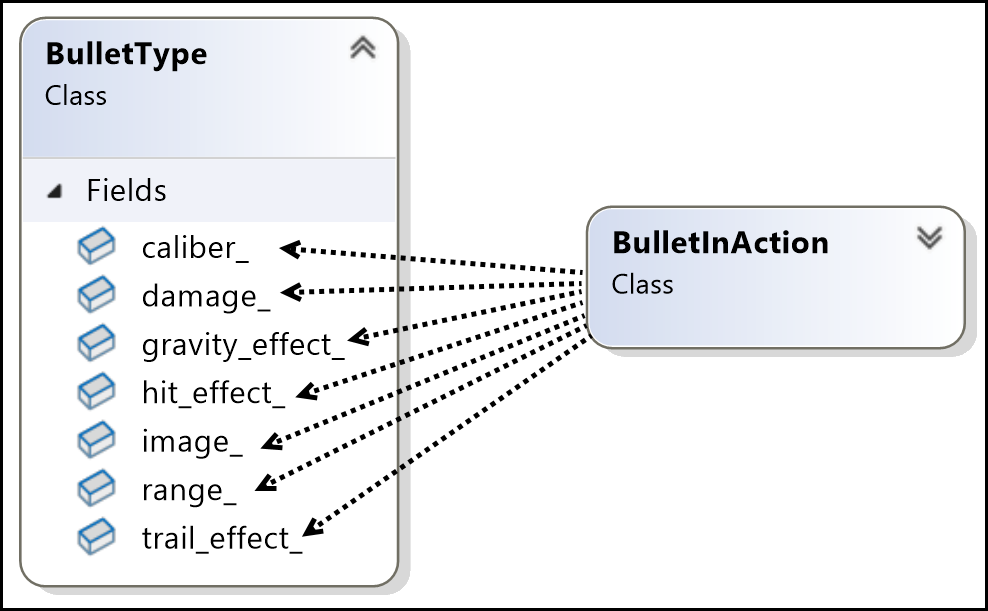 BulletType
Class
Fields
caliber_
damage_
gravity_effect_
hit_effect_
image_
range_
trail_effect_
BulletInAction
Class